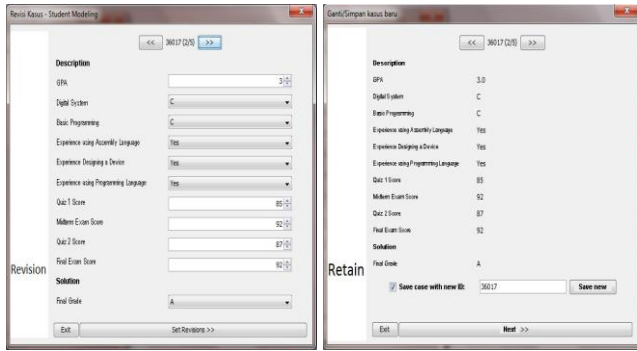 Revisi Kasus - Student Modeling
<< 36017 (2/5) >>
Description
GPA 3
Digital System C
Basic Programming C
Experience using Assembly Language Yes
Experience Designing a Device Yes
Experience using Programming Language Yes
Quiz 1 Score 85
Midterm Exam Score 92
Quiz 2 Score 87
Final Exam Score 92
Revision
Solution
Final Grade A
Exit Set Revisions >>
Ganti/Simpan kasus baru
<< 36017 (2/5) >>
Description
GPA 3.0
Digital System C
Basic Programming C
Experience using Assembly Language Yes
Experience Designing a Device Yes
Experience using Programming Language Yes
Quiz 1 Score 85
Midterm Exam Score 92
Quiz 2 Score 87
Final Exam Score 92
Solution
Retain
Final Grade A
Save case with new ID: 36017 Save new
Exit Next >>